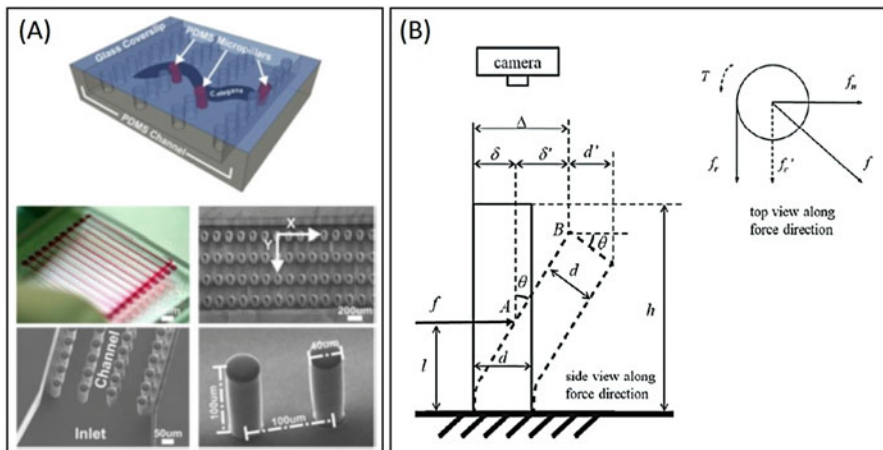 (A)
Glass Coverslip
PDMS Micropillars
C.elegans
PDMS Channel
X
Y
200um
Channel
Inlet
50um
100um
40um
100um
(B)
camera
Δ
δ
δ'
d'
B
θ
θ
d
A
f
l
d
h
side view along
force direction
T
f_n
f_r
f_r'
f
top view along
force direction